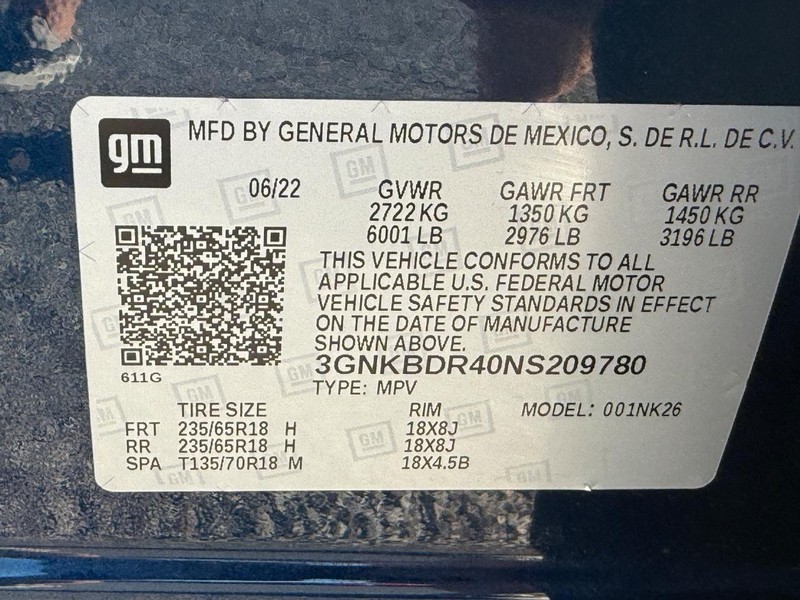 gm MFD BY GENERAL MOTORS DE MEXICO, S. DE R.L. DE C.V.
06/22 GVWR GAWR FRT GAWR RR
2722 KG 1350 KG 1450 KG
6001 LB 2976 LB 3196 LB
THIS VEHICLE CONFORMS TO ALL
APPLICABLE U.S. FEDERAL MOTOR
VEHICLE SAFETY STANDARDS IN EFFECT
ON THE DATE OF MANUFACTURE
SHOWN ABOVE.
3GNKBDR40NS209780
611G
TYPE: MPV
TIRE SIZE RIM MODEL: 001NK26
FRT 235/65R18 H 18X8J
RR 235/65R18 H 18X8J
SPA T135/70R18 M 18X4.5B